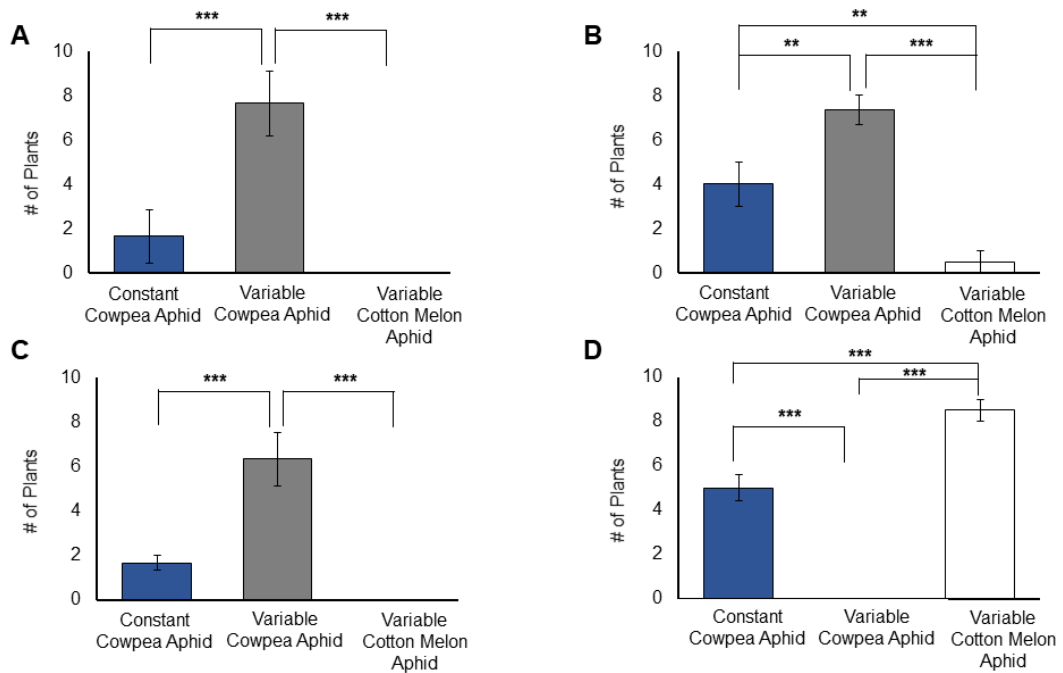 A
***
***
10
8
6
4
2
0
# of Plants
Constant
Cowpea Aphid
Variable
Cowpea Aphid
Variable
Cotton Melon
Aphid
B
**
**
***
10
8
6
4
2
0
# of Plants
Constant
Cowpea Aphid
Variable
Cowpea Aphid
Variable
Cotton Melon
Aphid
C
***
***
10
8
6
4
2
0
# of Plants
Constant
Cowpea Aphid
Variable
Cowpea Aphid
Variable
Cotton Melon
Aphid
D
***
***
***
10
8
6
4
2
0
# of Plants
Constant
Cowpea Aphid
Variable
Cowpea Aphid
Variable
Cotton Melon
Aphid